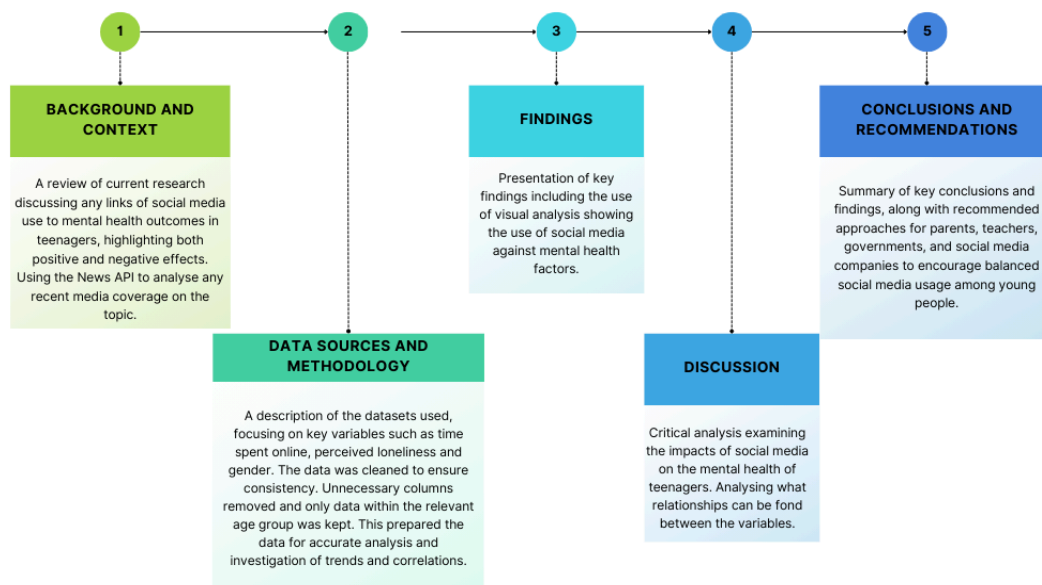 1
2
3
4
5
BACKGROUND AND
CONTEXT
A review of current research
discussing any links of social media
use to mental health outcomes in
teenagers, highlighting both
positive and negative effects.
Using the News API to analyse any
recent media coverage on the
topic.
DATA SOURCES AND
METHODOLOGY
A description of the datasets used,
focusing on key variables such as time
spent online, perceived loneliness and
gender. The data was cleaned to ensure
consistency. Unnecessary columns
removed and only data within the relevant
age group was kept. This prepared the
data for accurate analysis and
investigation of trends and correlations.
FINDINGS
Presentation of key
findings including the use
of visual analysis showing
the use of social media
against mental health
factors.
DISCUSSION
Critical analysis examining
the impacts of social media
on the mental health of
teenagers. Analysing what
relationships can be fond
between the variables.
CONCLUSIONS AND
RECOMMENDATIONS
Summary of key conclusions and
findings, along with recommended
approaches for parents, teachers,
governments, and social media
companies to encourage balanced
social media usage among young
people.